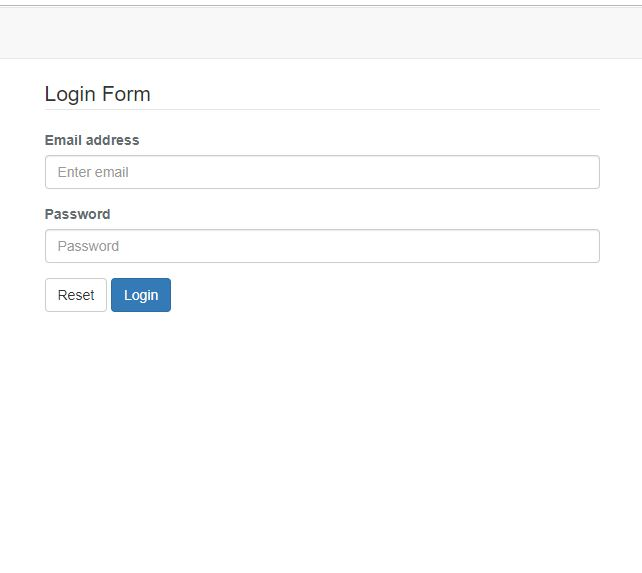 Login Form
Email address
Enter email
Password
Password
Reset Login